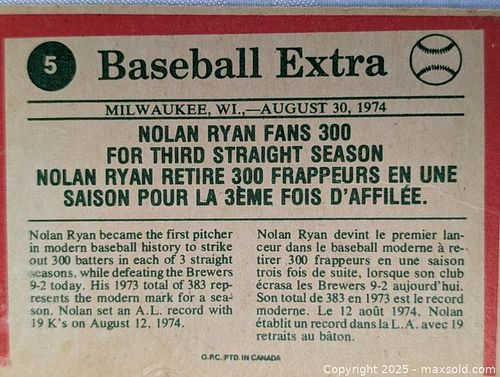 5
Baseball Extra
MILWAUKEE, WI.,—AUGUST 30, 1974
NOLAN RYAN FANS 300
FOR THIRD STRAIGHT SEASON
NOLAN RYAN RETIRE 300 FRAPPEURS EN UNE
SAISON POUR LA 3ÈME FOIS D'AFFILÉE.
Nolan Ryan became the first pitcher
in modern baseball history to strike
out 300 batters in each of 3 straight
seasons, while defeating the Brewers
9-2 today. His 1973 total of 383 rep-
resents the modern mark for a sea-
son. Nolan set an A.L. record with
19 K's on August 12, 1974.
Nolan Ryan devint le premier lan-
ceur dans le baseball moderne à re-
tirer 300 frappeurs en une saison
trois fois de suite, lorsque son club
écrasa les Brewers 9-2 aujourd'hui.
Son total de 383 en 1973 est le record
moderne. Le 12 août 1974, Nolan
établit un record dans la L.A. avec 19
retraits au bâton.
O.P.C. PTD. IN CANADA
Copyright 2025 - maxsold.com